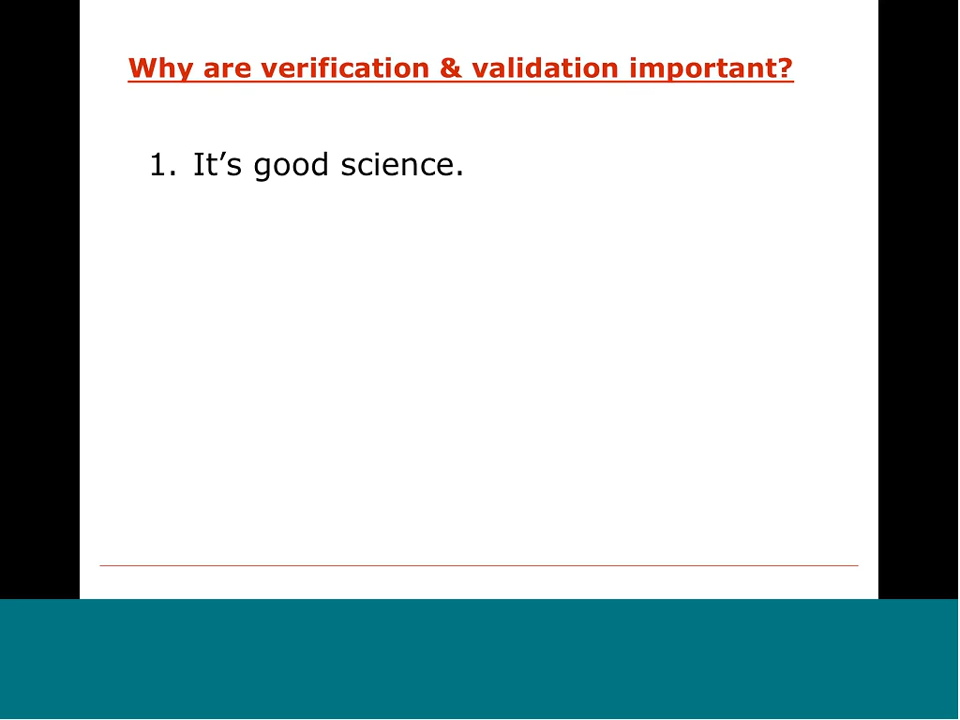 Why are verification & validation important?
1. It’s good science.